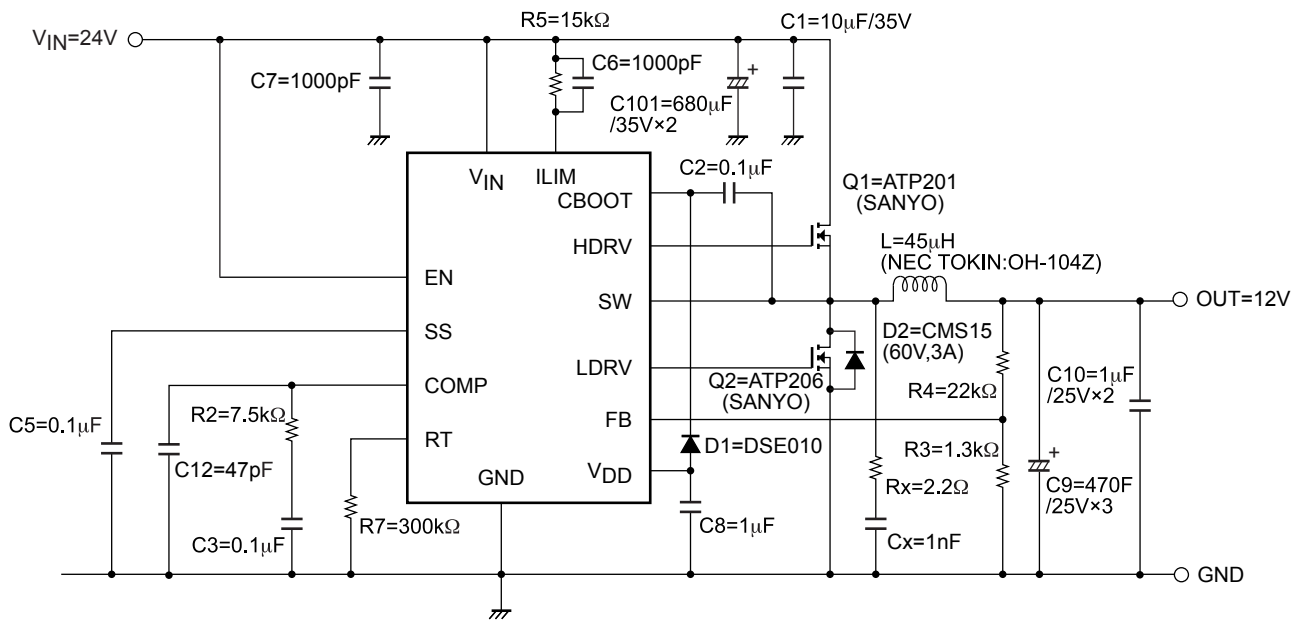 R5=15kΩ
C1=10μF/35V
VIN=24V
C6=1000pF
C7=1000pF
C101=680μF
/35V×2
VIN
ILIM
C2=0.1μF
CBOOT
Q1=ATP201
(SANYO)
HDRV
L=45μH
(NEC TOKIN:OH-104Z)
EN
SW
OUT=12V
SS
D2=CMS15
(60V,3A)
LDRV
Q2=ATP206
(SANYO)
COMP
R4=22kΩ
C10=1μF
/25V×2
C5=0.1μF
R2=7.5kΩ
FB
RT
D1=DSE010
R3=1.3kΩ
C12=47pF
GND
VDD
Rx=2.2Ω
C9=470F
/25V×3
R7=300kΩ
C8=1μF
C3=0.1μF
Cx=1nF
GND